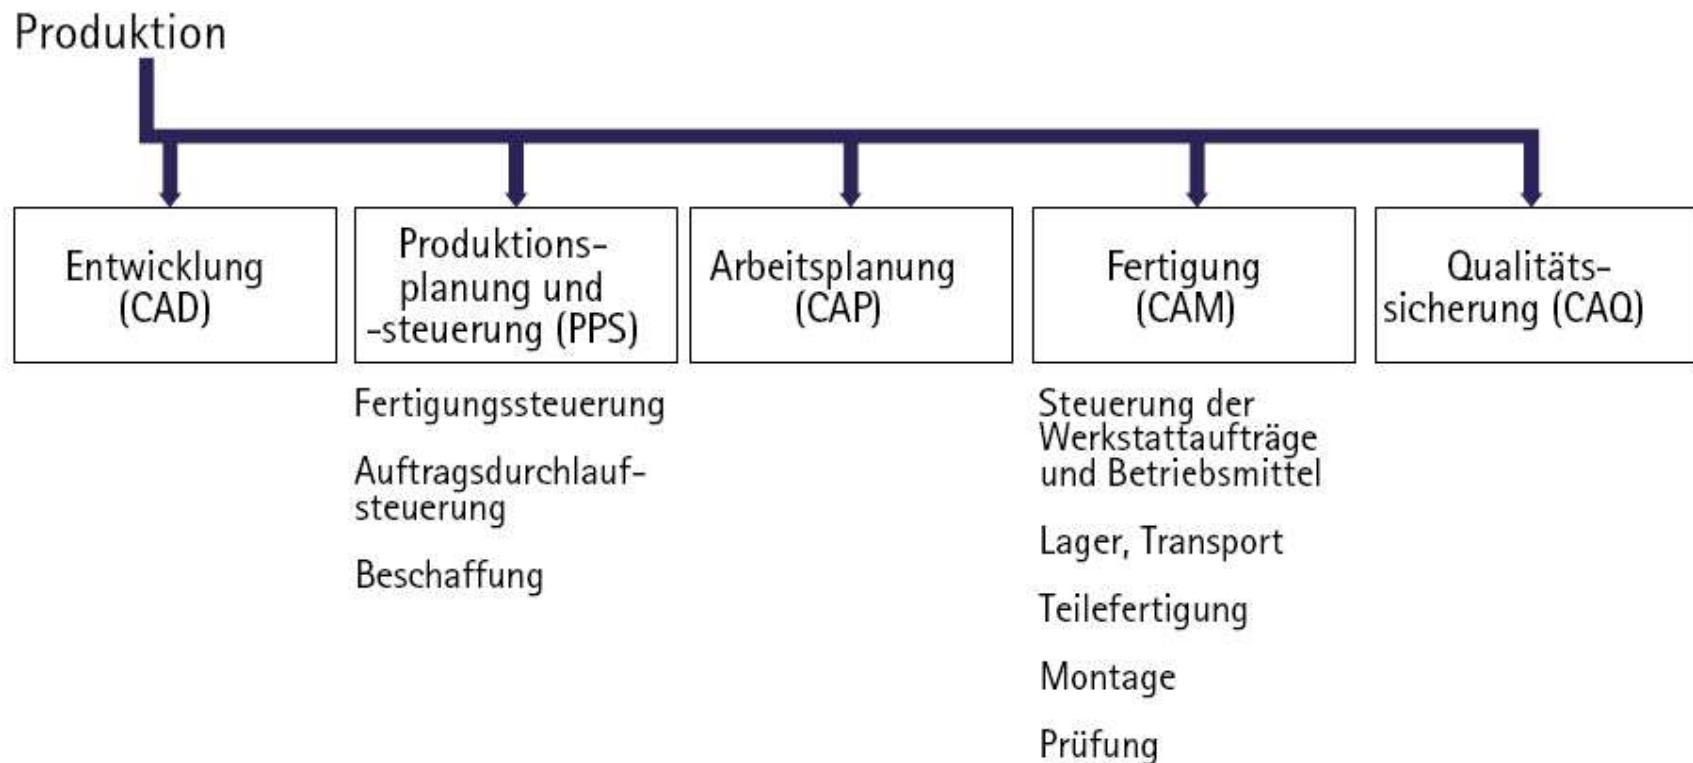 Produktion
Entwicklung
(CAD)
Produktions-
planung und
-steuerung (PPS)
Arbeitsplanung
(CAP)
Fertigung
(CAM)
Qualitäts-
sicherung (CAQ)
Fertigungssteuerung
Auftragsdurchlauf-
steuerung
Beschaffung
Steuerung der
Werkstattaufträge
und Betriebsmittel
Lager, Transport
Teilefertigung
Montage
Prüfung